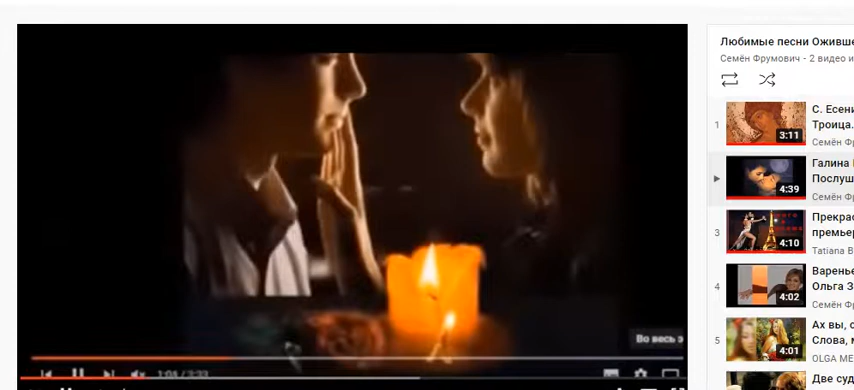 Любимые песни Оживше
Семён Фрумович - 2 видео и
1
3:11
С. Есени
Троица.
Семён Фр
4:39
Галина
Послуш
Семён Фр
3
4:10
Прекрас
премьер
Tatiana B
4
4:02
Варенье
Ольга З
Семён Фр
5
4:01
Ах вы, с
Слова, м
OLGA ME
Две суд
Во весь э